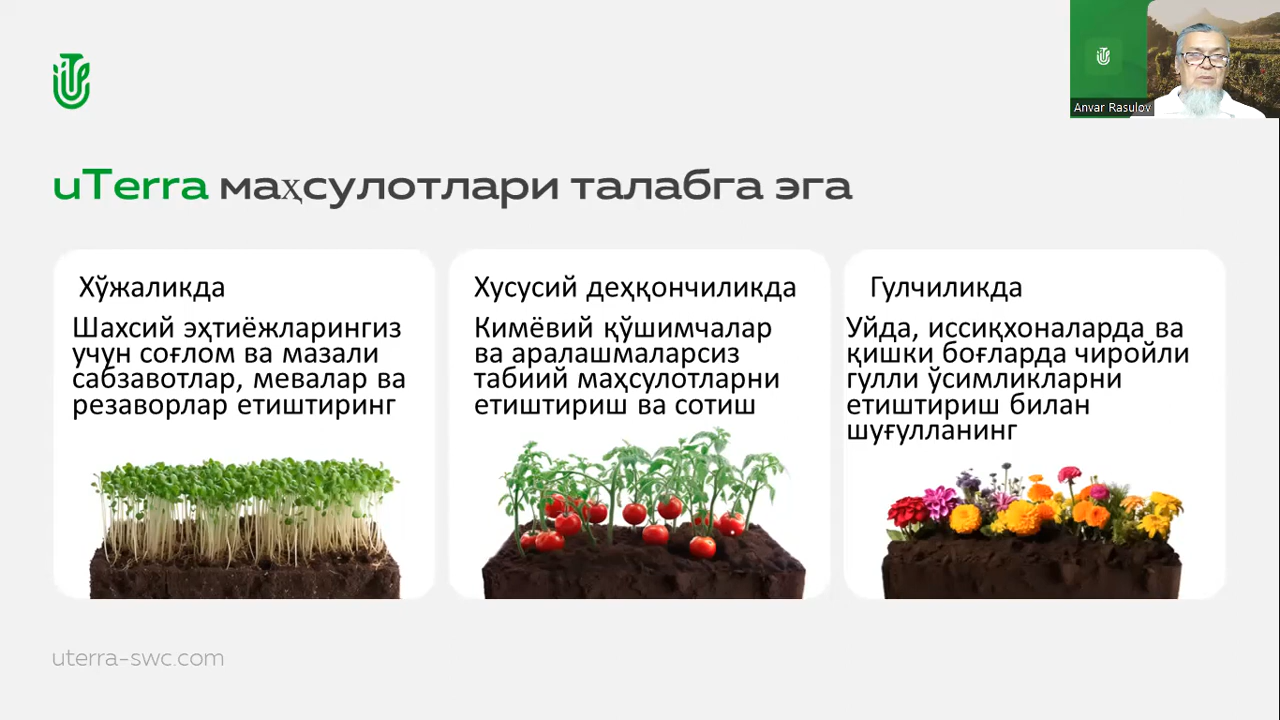 Anvar Rasulov
uTerra маҳсулотлари талабга эга
Хўжаликда
Шахсий эҳтиёжларингиз
учун соғлом ва мазали
сабзавотлар, мевалар ва
резаворлар етиштиринг
Хусусий деҳқончиликда
Кимёвий қўшимчалар
ва аралашмаларсиз
табиий маҳсулотларни
етиштириш ва сотиш
Гулчиликда
Уйда, иссиқхоналарда ва
қишки боғларда чиройли
гулли ўсимликларни
етиштириш билан
шуғулланинг
uterra-swc.com